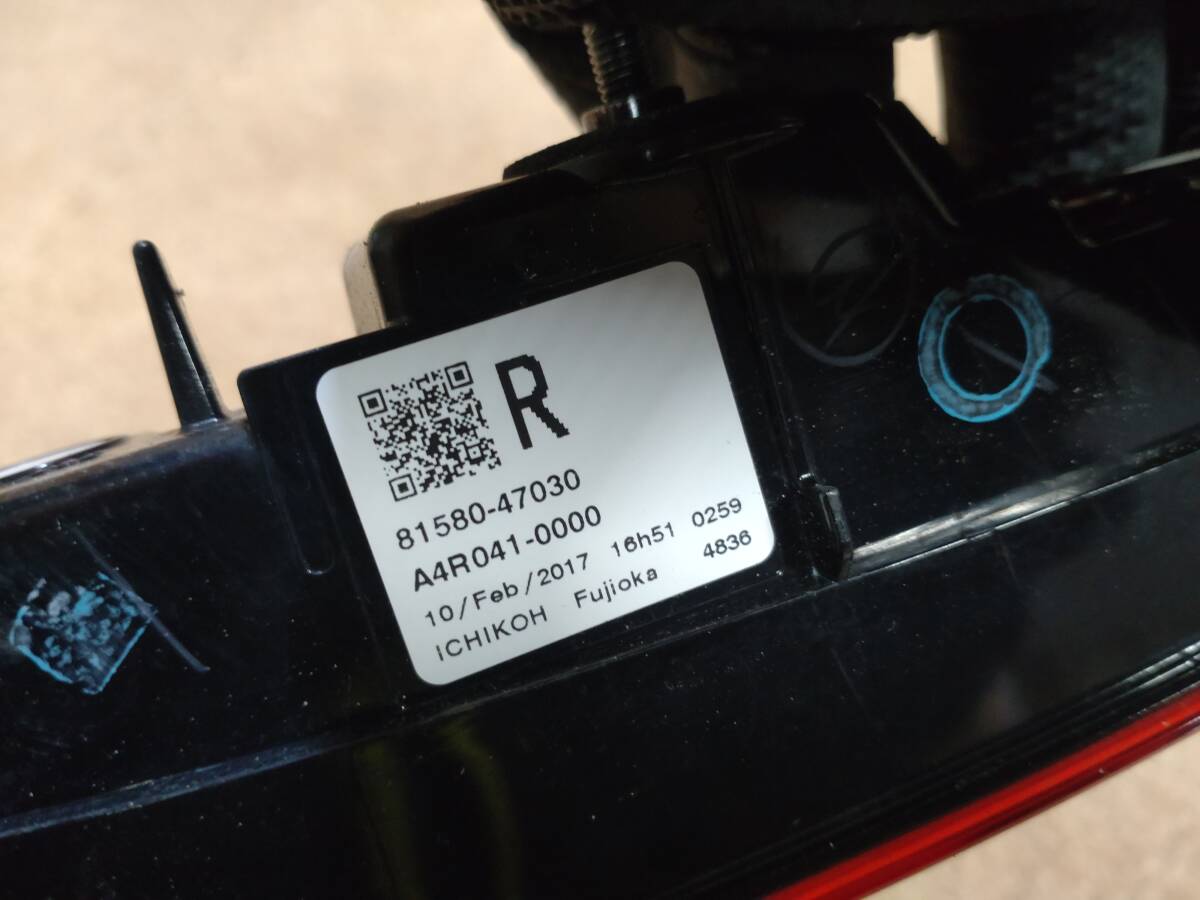 R
81580-47030
A4R041-0000
10/Feb/2017 16h51 0259
ICHIKOH Fujioka 4836